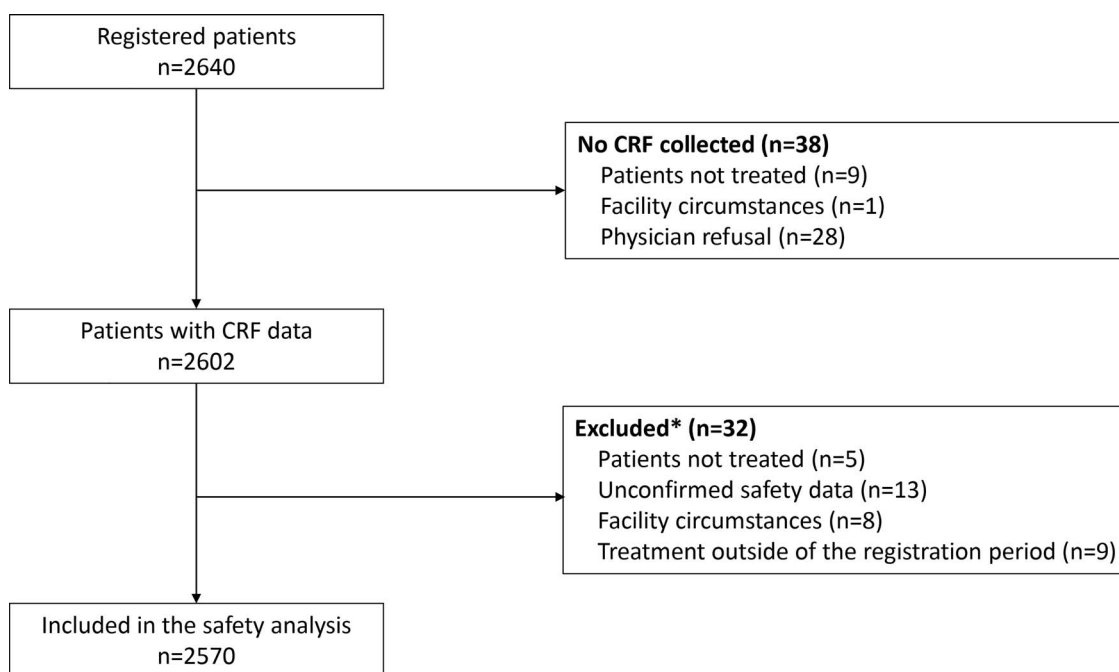 Registered patients
n=2640
No CRF collected (n=38)
Patients not treated (n=9)
Facility circumstances (n=1)
Physician refusal (n=28)
Patients with CRF data
n=2602
Excluded* (n=32)
Patients not treated (n=5)
Unconfirmed safety data (n=13)
Facility circumstances (n=8)
Treatment outside of the registration period (n=9)
Included in the safety analysis
n=2570